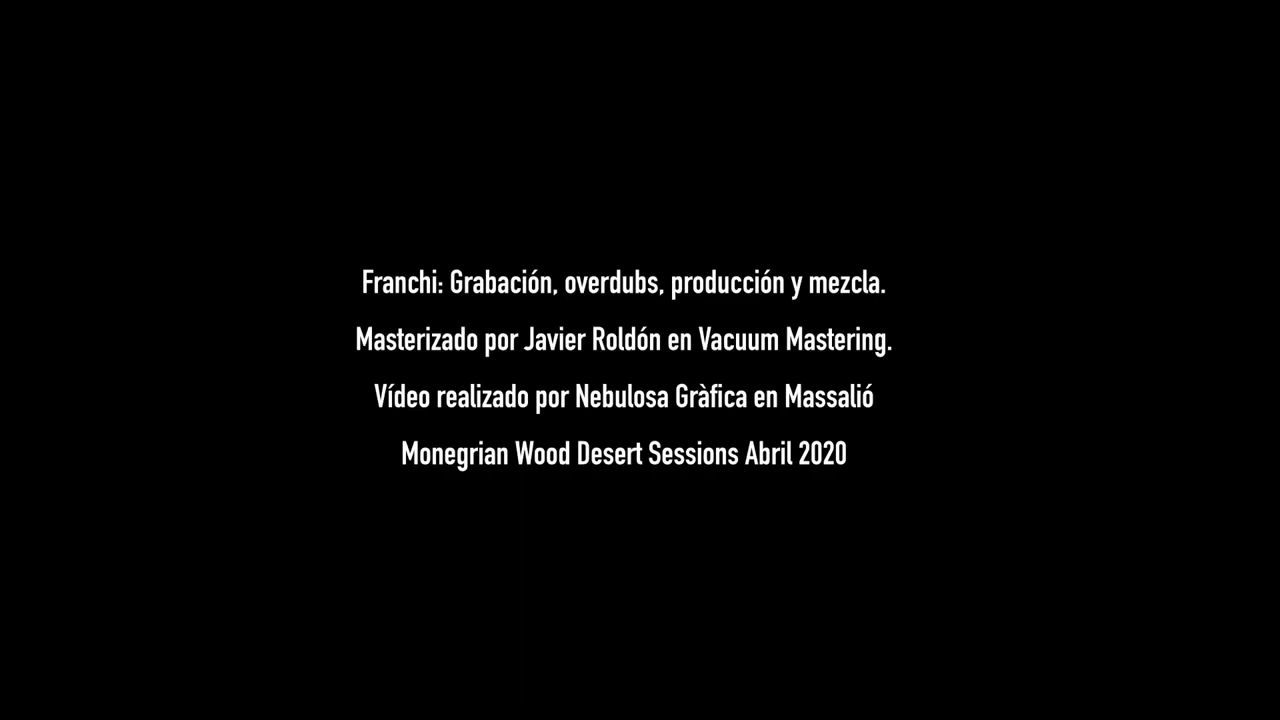 Franchi: Grabación, overdubs, producción y mezcla.
Masterizado por Javier Roldón en Vacuum Mastering.
Vídeo realizado por Nebulosa Gràfica en Massalió
Monegrian Wood Desert Sessions Abril 2020